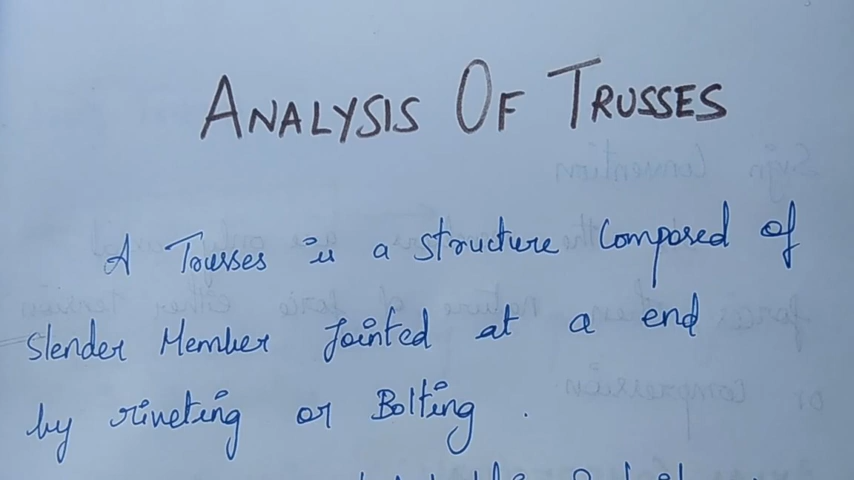 ANALYSIS OF TRUSSES
A Trusses is a structure Composed of
Slender Member Jointed at a end
by riveting or Bolting .